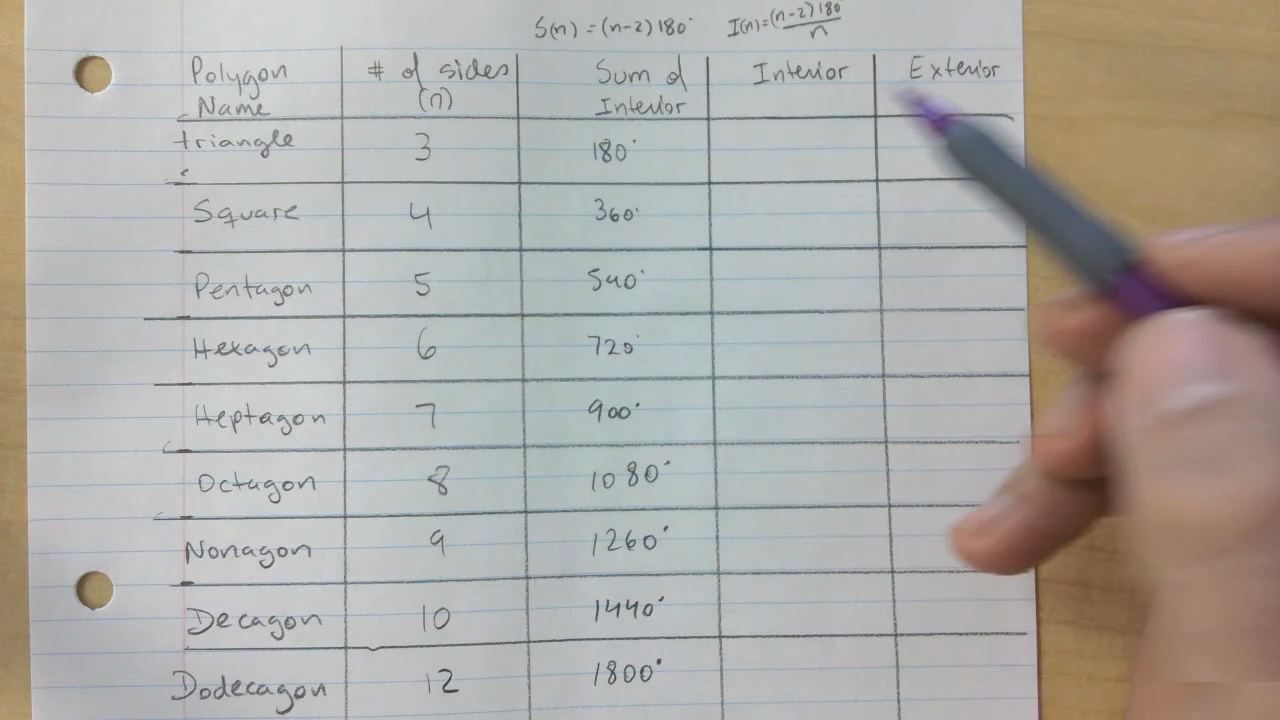 S(n) = (n-2) 180° I(n) = (n-2) 180° / n
Polygon Name # of sides (n) Sum of Interior Interior Exterior
triangle 3 180°
Square 4 360°
Pentagon 5 540°
Hexagon 6 720°
Heptagon 7 900°
Octagon 8 1080°
Nonagon 9 1260°
Decagon 10 1440°
Dodecagon 12 1800°